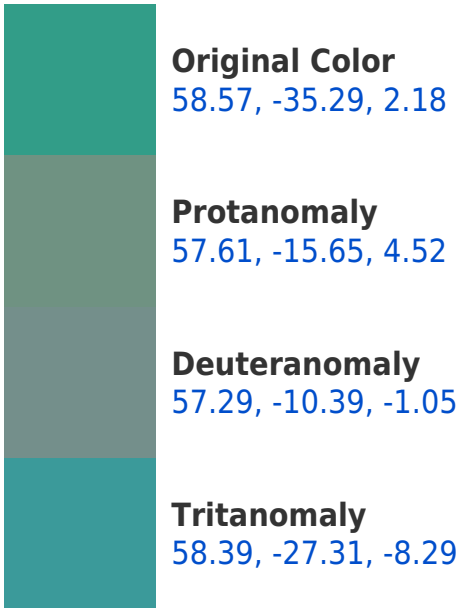 Original Color
58.57, -35.29, 2.18
Protanomaly
57.61, -15.65, 4.52
Deuteranomaly
57.29, -10.39, -1.05
Tritanomaly
58.39, -27.31, -8.29